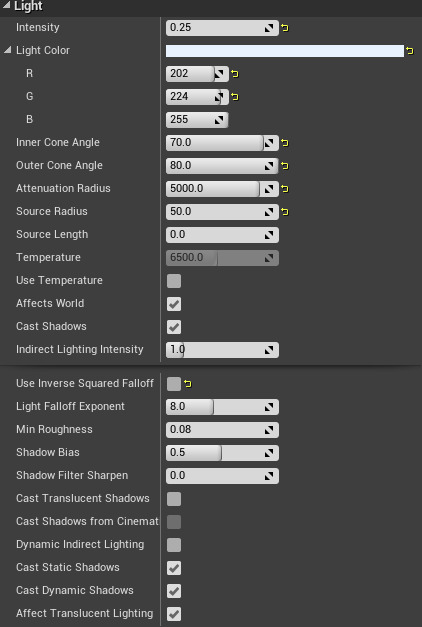 Light
Intensity 0.25
Light Color
R 202
G 224
B 255
Inner Cone Angle 70.0
Outer Cone Angle 80.0
Attenuation Radius 5000.0
Source Radius 50.0
Source Length 0.0
Temperature 6500.0
Use Temperature
Affects World
Cast Shadows
Indirect Lighting Intensity 1.0
Use Inverse Squared Falloff
Light Falloff Exponent 8.0
Min Roughness 0.08
Shadow Bias 0.5
Shadow Filter Sharpen 0.0
Cast Translucent Shadows
Cast Shadows from Cinemat
Dynamic Indirect Lighting
Cast Static Shadows
Cast Dynamic Shadows
Affect Translucent Lighting